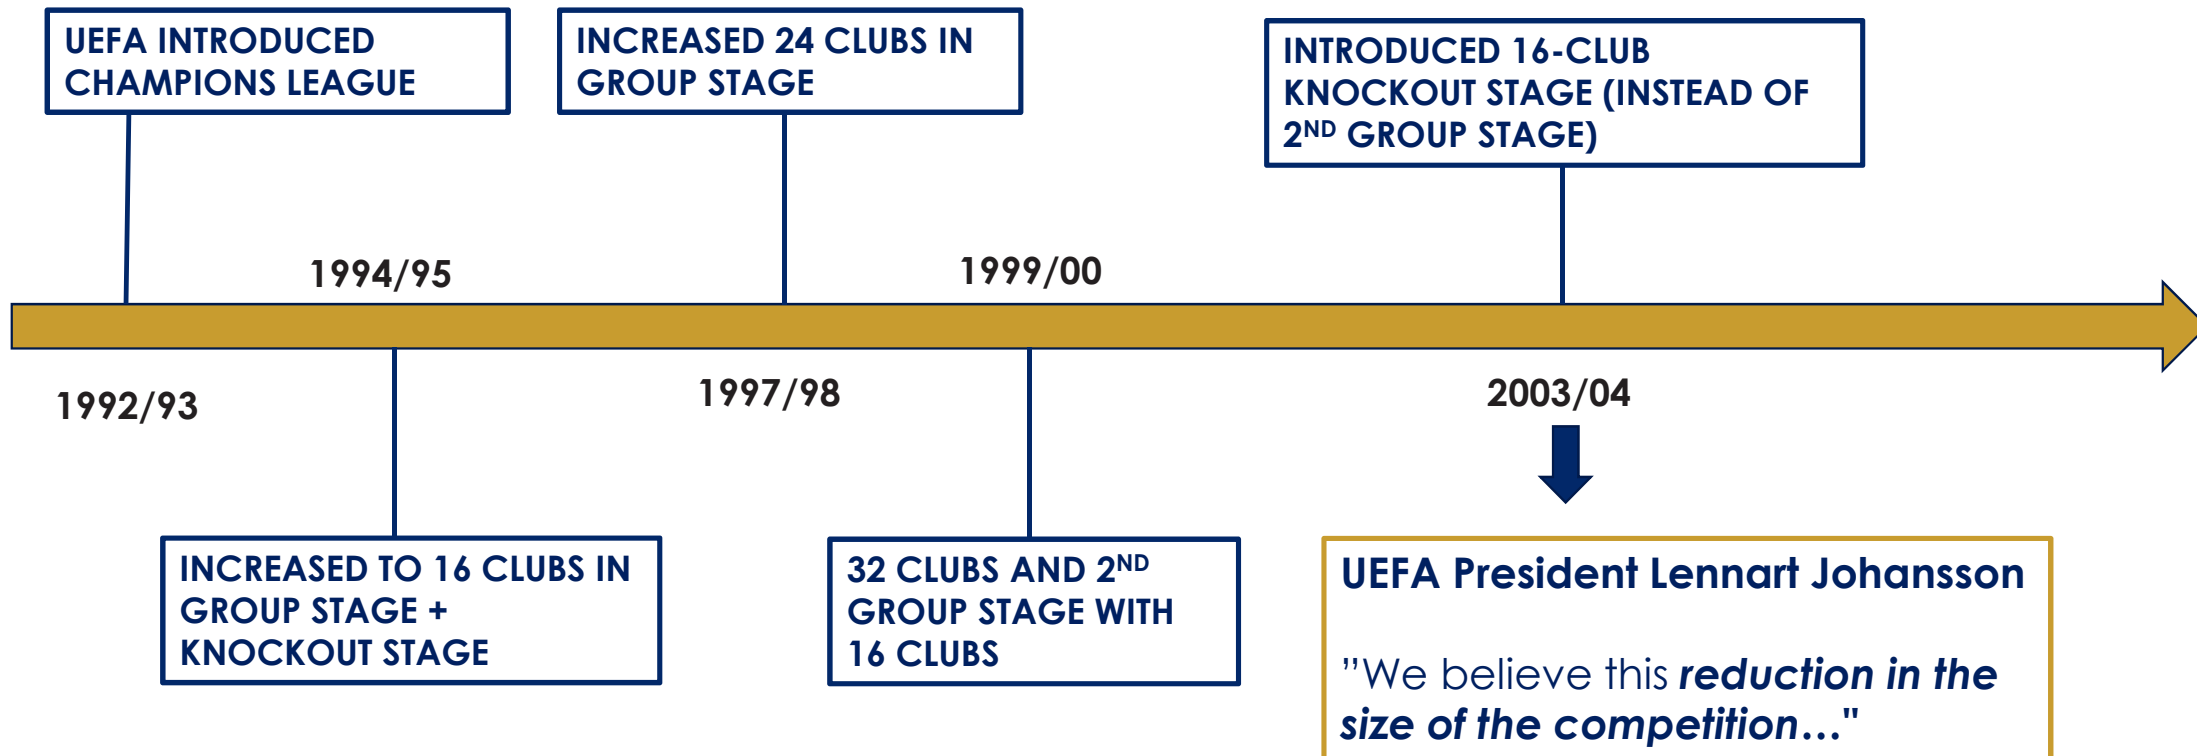 UEFA INTRODUCED
CHAMPIONS LEAGUE
INCREASED 24 CLUBS IN
GROUP STAGE
INTRODUCED 16-CLUB
KNOCKOUT STAGE (INSTEAD OF
2ND GROUP STAGE)
1994/95
1999/00
1992/93
1997/98
2003/04
INCREASED TO 16 CLUBS IN
GROUP STAGE +
KNOCKOUT STAGE
32 CLUBS AND 2ND
GROUP STAGE WITH
16 CLUBS
UEFA President Lennart Johansson
”We believe this reduction in the
size of the competition…"